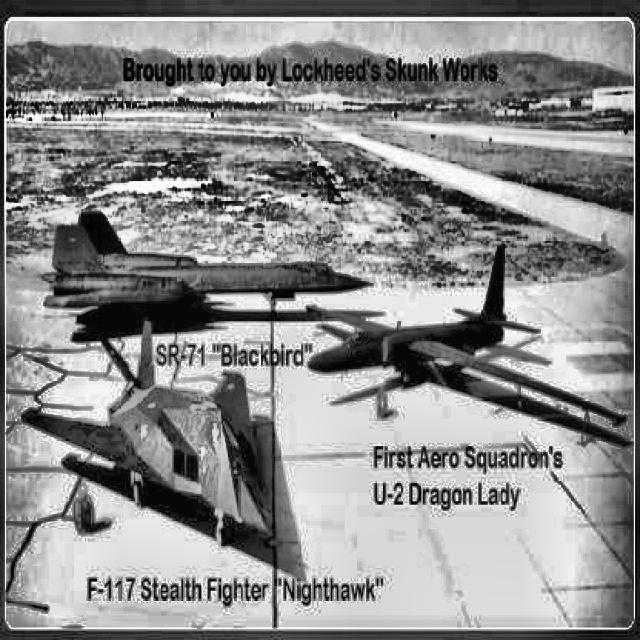 Brought to you by Lockheed's Skunk Works
SR-71 "Blackbird"
First Aero Squadron's
U-2 Dragon Lady
F-117 Stealth Fighter "Nighthawk"